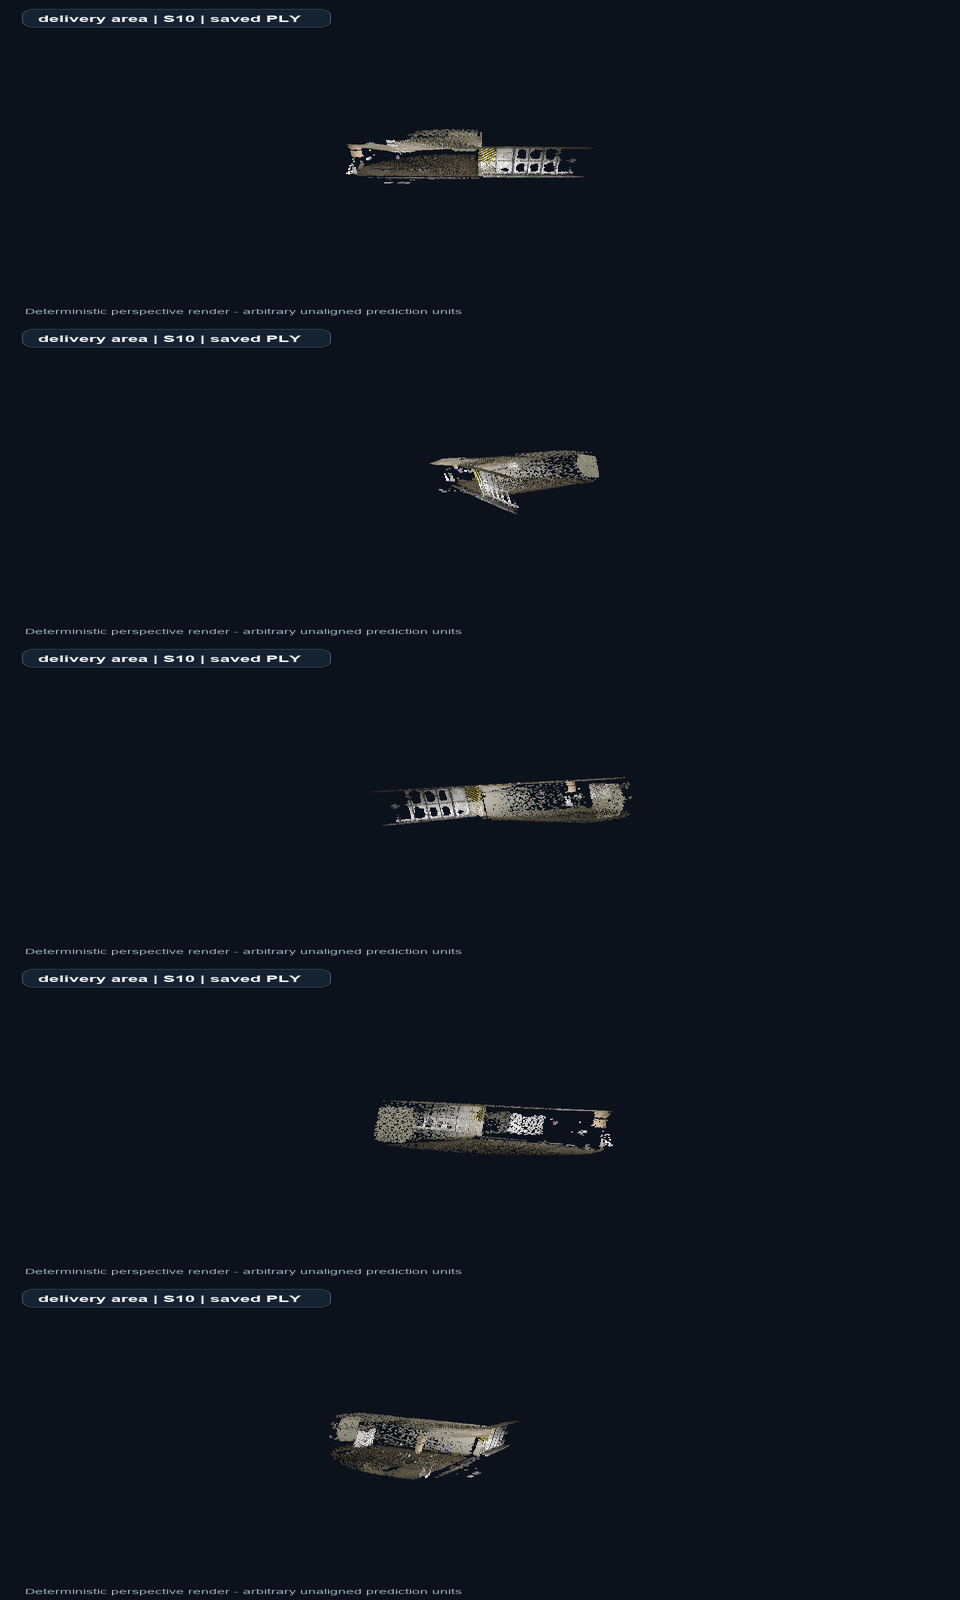 delivery area | S10 | saved PLY
Deterministic perspective render - arbitrary unaligned prediction units
delivery area | S10 | saved PLY
Deterministic perspective render - arbitrary unaligned prediction units
delivery area | S10 | saved PLY
Deterministic perspective render - arbitrary unaligned prediction units
delivery area | S10 | saved PLY
Deterministic perspective render - arbitrary unaligned prediction units
delivery area | S10 | saved PLY
Deterministic perspective render - arbitrary unaligned prediction units